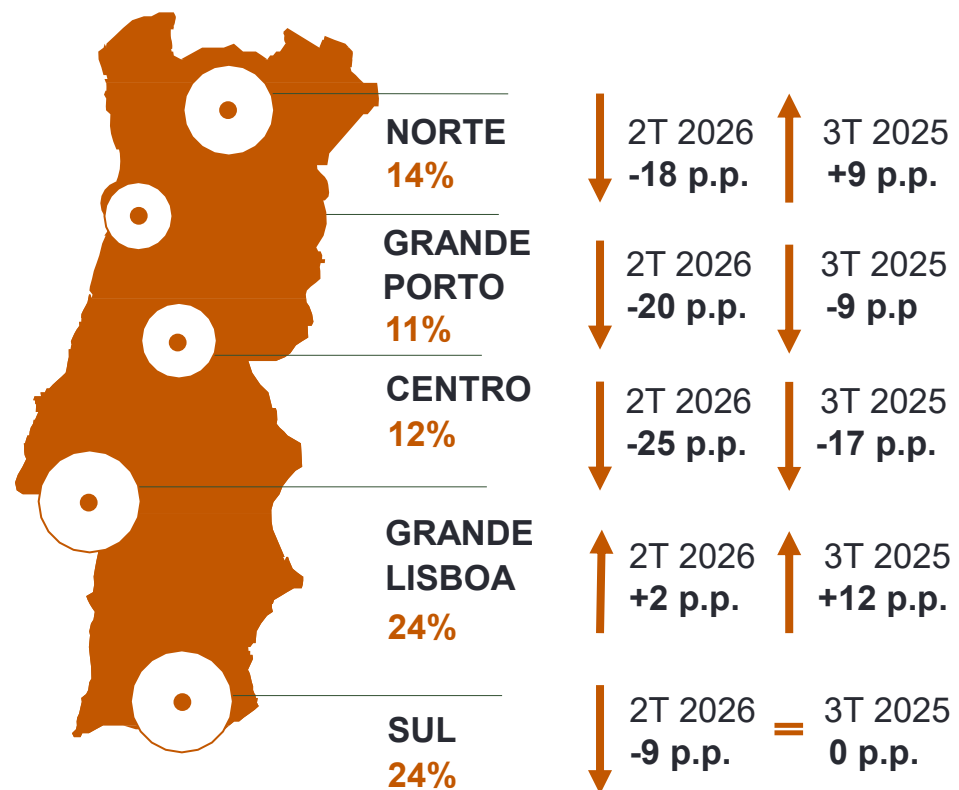 NORTE
14%
2T 2026
-18 p.p.
3T 2025
+9 p.p.
GRANDE
PORTO
11%
2T 2026
-20 p.p.
3T 2025
-9 p.p
CENTRO
12%
2T 2026
-25 p.p.
3T 2025
-17 p.p.
GRANDE
LISBOA
24%
2T 2026
+2 p.p.
3T 2025
+12 p.p.
SUL
24%
2T 2026
-9 p.p.
=
3T 2025
0 p.p.